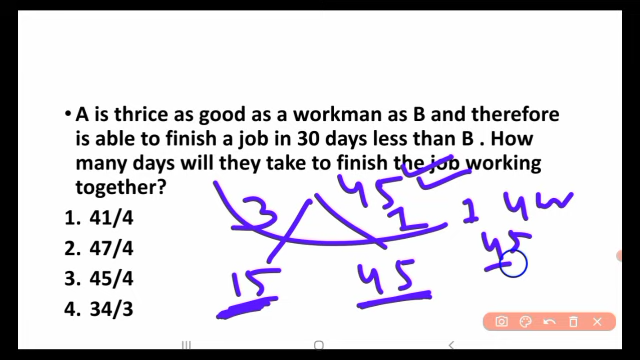 • A is thrice as good as a workman as B and therefore
is able to finish a job in 30 days less than B . How
many days will they take to finish the job working
together?
1. 41/4
2. 47/4
3. 45/4
4. 34/3
45
3 1 1 4w
45
15 45